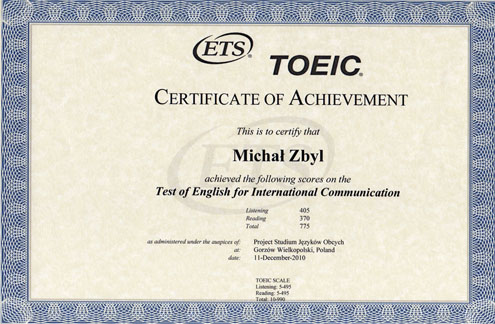 ETS®
TOEIC®
CERTIFICATE OF ACHIEVEMENT
This is to certify that
Michał Zbyl
achieved the following scores on the
Test of English for International Communication
Listening 405
Reading 370
Total 775
as administered under the auspices of: Project Studium Języków Obcych
at: Gorzów Wielkopolski, Poland
date: 11-December-2010
TOEIC SCALE
Listening: 5-495
Reading: 5-495
Total: 10-990
ETS